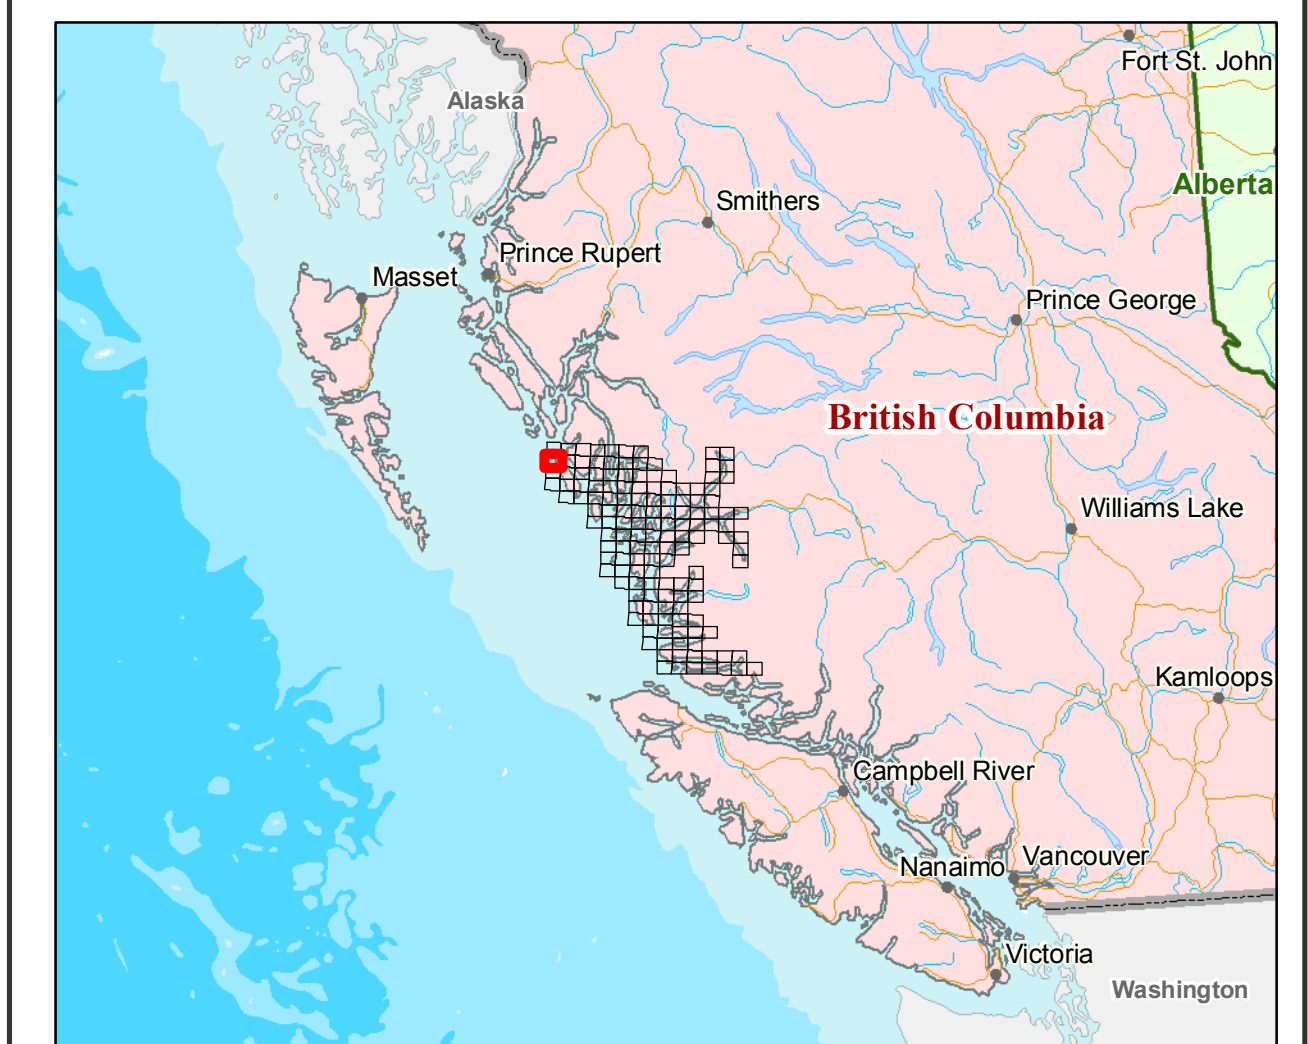 Fort St. John
Alaska
Alberta
Smithers
Prince Rupert
Masset
Prince George
British Columbia
Williams Lake
Kamloops
Campbell River
Vancouver
Nanaimo
Victoria
Washington